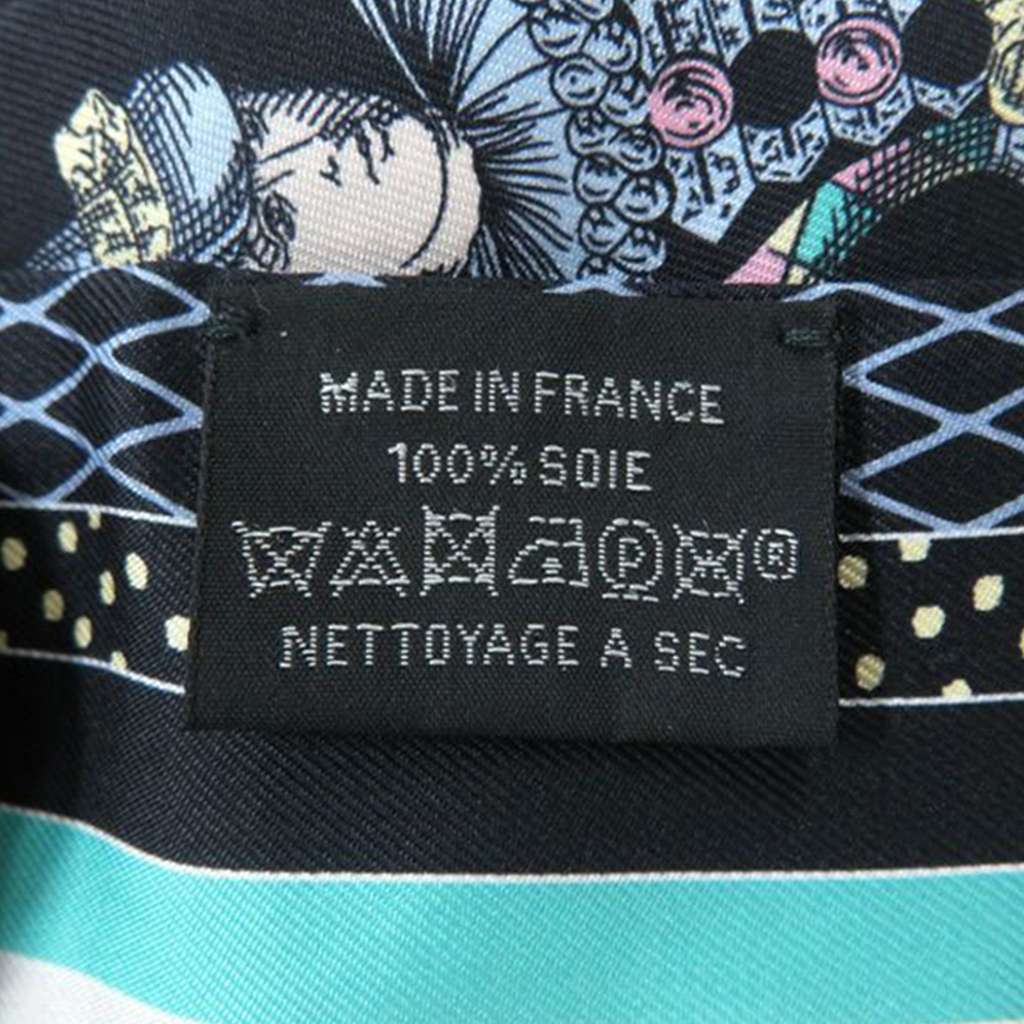 MADE IN FRANCE
100% SOIE
P ®
NETTOYAGE A SEC